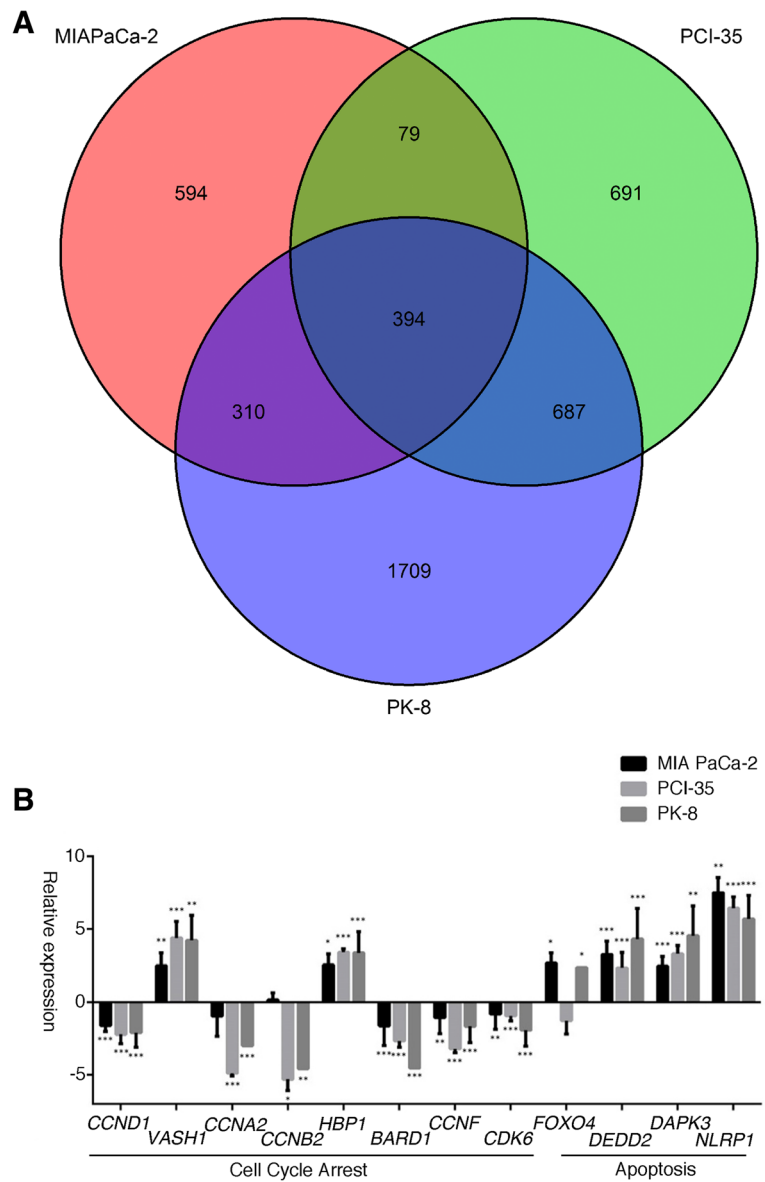 A
MIAPaCa-2
PCI-35
79
594
691
394
310
687
1709
PK-8
B
MIA PaCa-2
PCI-35
PK-8
Relative expression
10
5
0
-5
*** *** ***
** *** **
*** ***
* **
* *** ***
*** *** ***
** *** ***
** *** ***
* *
*** *** ***
*** *** **
** *** ***
CCND1
VASH1
CCNA2
CCNB2
HBP1
BARD1
CCNF
CDK6
FOXO4
DEDD2
DAPK3
NLRP1
Cell Cycle Arrest
Apoptosis